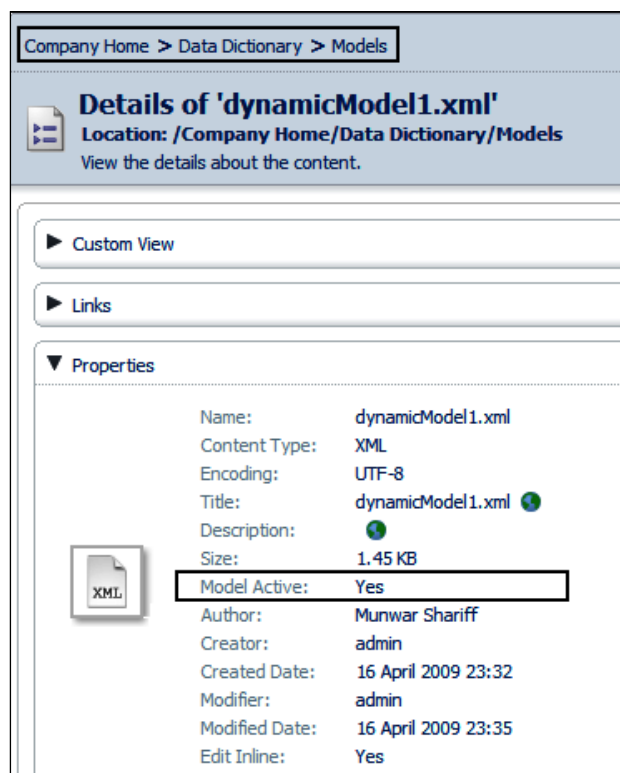 Company Home > Data Dictionary > Models
Details of 'dynamicModel1.xml'
Location: /Company Home/Data Dictionary/Models
View the details about the content.
Custom View
Links
Properties
Name: dynamicModel1.xml
Content Type: XML
Encoding: UTF-8
Title: dynamicModel1.xml
Description:
Size: 1.45 KB
XML
Model Active: Yes
Author: Munwar Shariff
Creator: admin
Created Date: 16 April 2009 23:32
Modifier: admin
Modified Date: 16 April 2009 23:35
Edit Inline: Yes